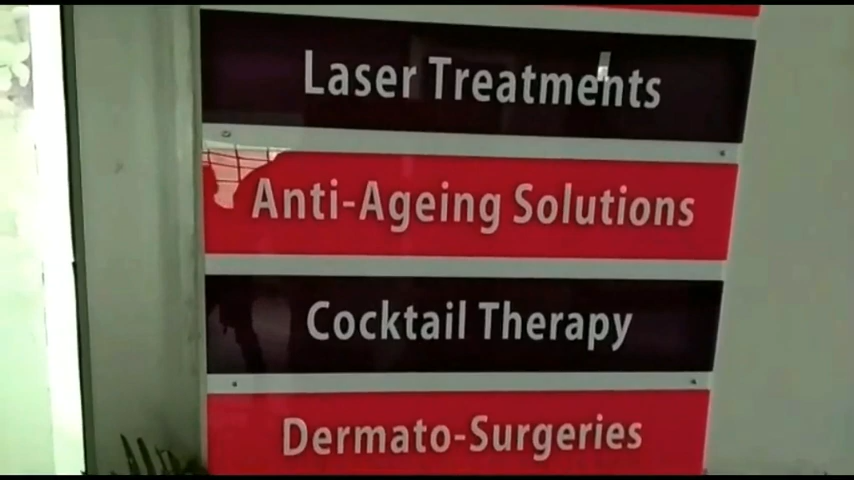 Laser Treatments
Anti-Ageing Solutions
Cocktail Therapy
Dermato-Surgeries